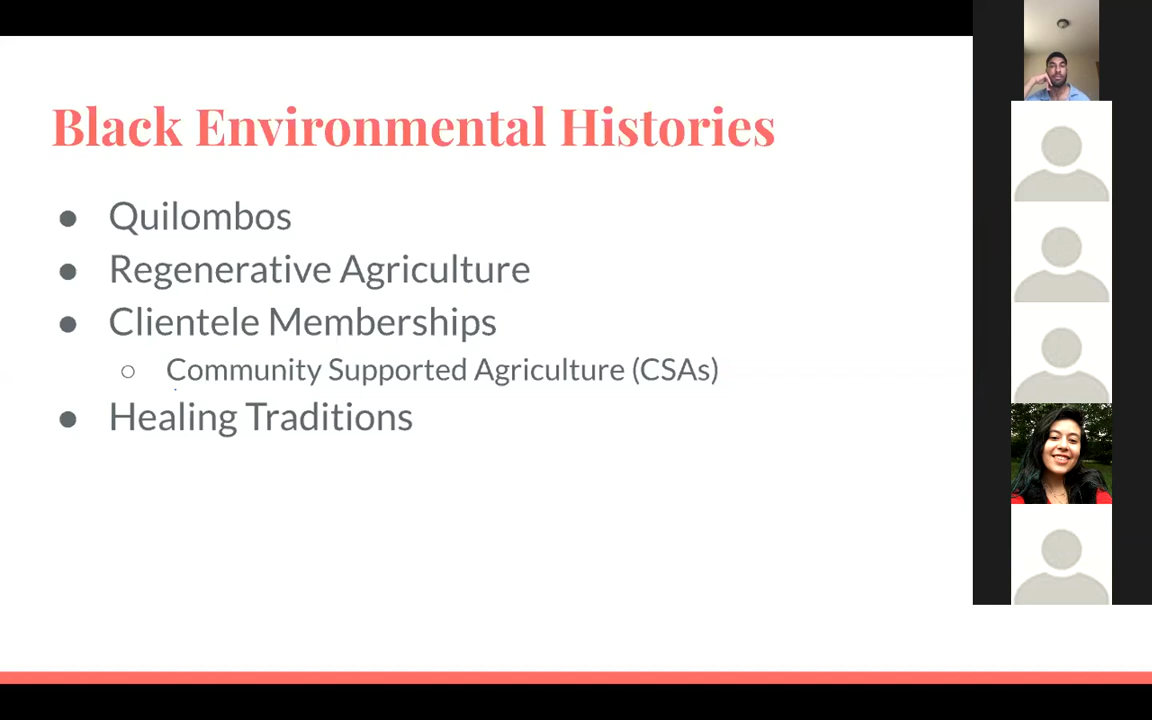 Black Environmental Histories
● Quilombos
● Regenerative Agriculture
● Clientele Memberships
○ Community Supported Agriculture (CSAs)
● Healing Traditions